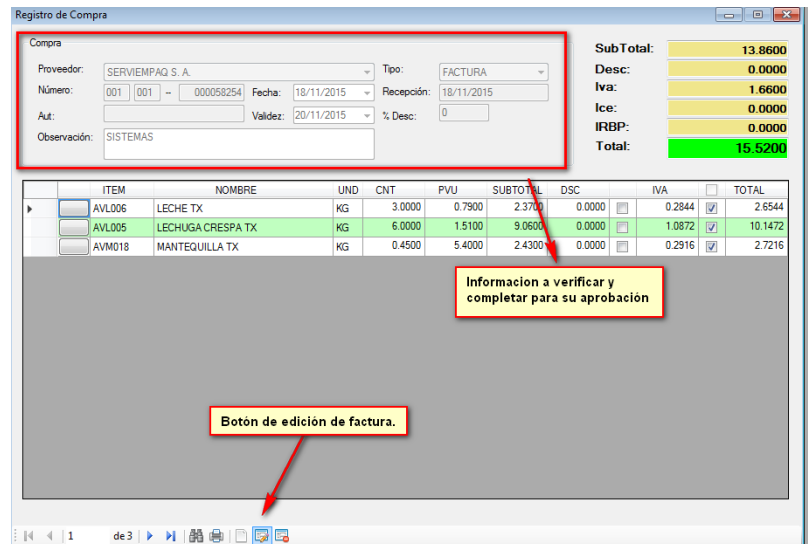 Registro de Compra
Compra
Proveedor: SERVIEMPAQ S. A. Tipo: FACTURA
Número: 001 001 - 000058254 Fecha: 18/11/2015 Recepción: 18/11/2015
Aut: Validez: 20/11/2015 % Desc: 0
Observación: SISTEMAS
SubTotal: 13.8600
Desc: 0.0000
Iva: 1.6600
Ice: 0.0000
IRBP: 0.0000
Total: 15.5200
ITEM NOMBRE UND CNT PVU SUBTOTAL DSC IVA TOTAL
AVL006 LECHE TX KG 3.0000 0.7900 2.3700 0.0000 0.2844 2.6544
AVL005 LECHUGA CRESPA TX KG 6.0000 1.5100 9.0600 0.0000 1.0872 10.1472
AVM018 MANTEQUILLA TX KG 0.4500 5.4000 2.4300 0.0000 0.2916 2.7216
Informacion a verificar y
completar para su aprobación
Botón de edición de factura.
1 de 3